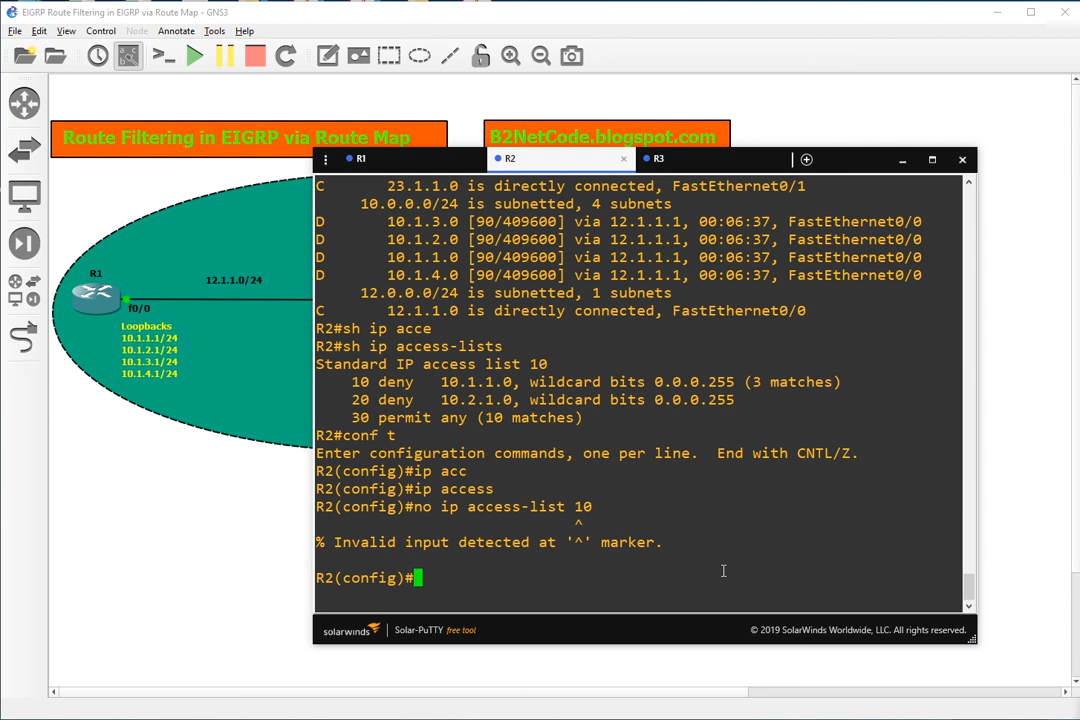 EIGRP Route Filtering in EIGRP via Route Map - GNS3
File Edit View Control Node Annotate Tools Help
Route Filtering in EIGRP via Route Map
B2NetCode.blogspot.com
R1 R2 × R3
R1
12.1.1.0/24
f0/0
Loopbacks
10.1.1.1/24
10.1.2.1/24
10.1.3.1/24
10.1.4.1/24
C       23.1.1.0 is directly connected, FastEthernet0/1
     10.0.0.0/24 is subnetted, 4 subnets
D       10.1.3.0 [90/409600] via 12.1.1.1, 00:06:37, FastEthernet0/0
D       10.1.2.0 [90/409600] via 12.1.1.1, 00:06:37, FastEthernet0/0
D       10.1.1.0 [90/409600] via 12.1.1.1, 00:06:37, FastEthernet0/0
D       10.1.4.0 [90/409600] via 12.1.1.1, 00:06:37, FastEthernet0/0
     12.0.0.0/24 is subnetted, 1 subnets
C       12.1.1.0 is directly connected, FastEthernet0/0
R2#sh ip acce
R2#sh ip access-lists
Standard IP access list 10
    10 deny   10.1.1.0, wildcard bits 0.0.0.255 (3 matches)
    20 deny   10.2.1.0, wildcard bits 0.0.0.255
    30 permit any (10 matches)
R2#conf t
Enter configuration commands, one per line.  End with CNTL/Z.
R2(config)#ip acc
R2(config)#ip access
R2(config)#no ip access-list 10
^
% Invalid input detected at '^' marker.
R2(config)#
solarwinds Solar-PuTTY free tool
© 2019 SolarWinds Worldwide, LLC. All rights reserved.